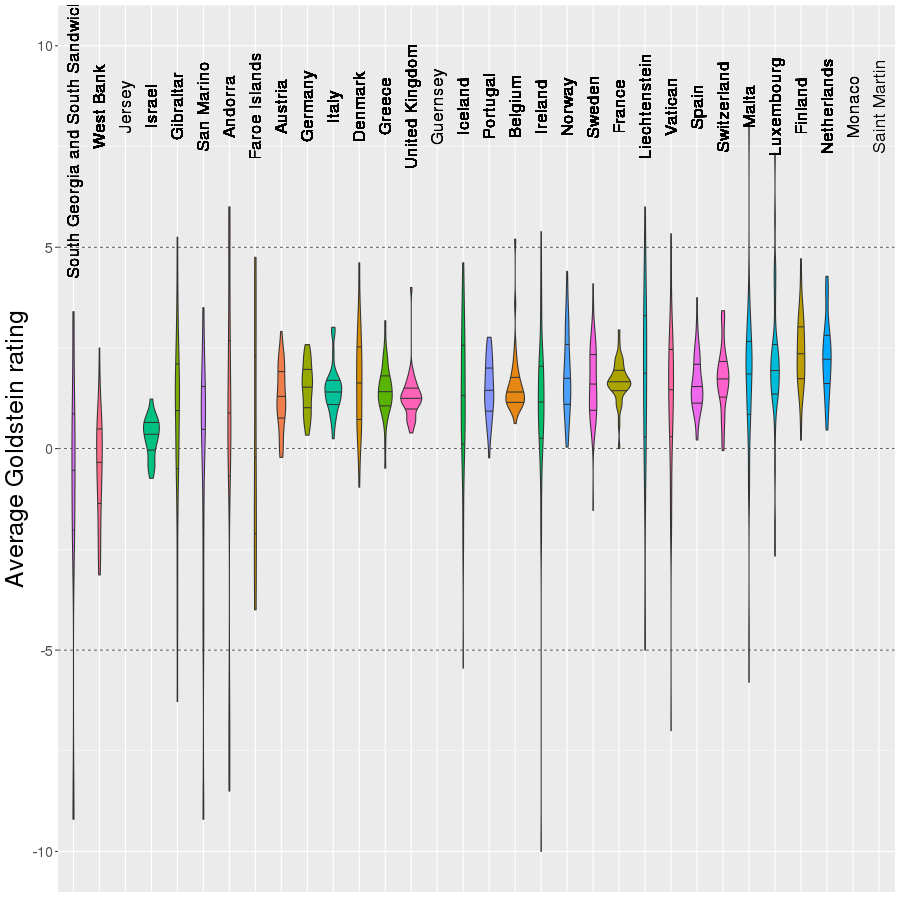 South Georgia and South Sandwic
West Bank
Jersey
Israel
Gibraltar
San Marino
Andorra
Faroe Islands
Austria
Germany
Italy
Denmark
Greece
United Kingdom
Guernsey
Iceland
Portugal
Belgium
Ireland
Norway
Sweden
France
Liechtenstein
Vatican
Spain
Switzerland
Malta
Luxembourg
Finland
Netherlands
Monaco
Saint Martin
10
5
0
-5
-10
Average Goldstein rating